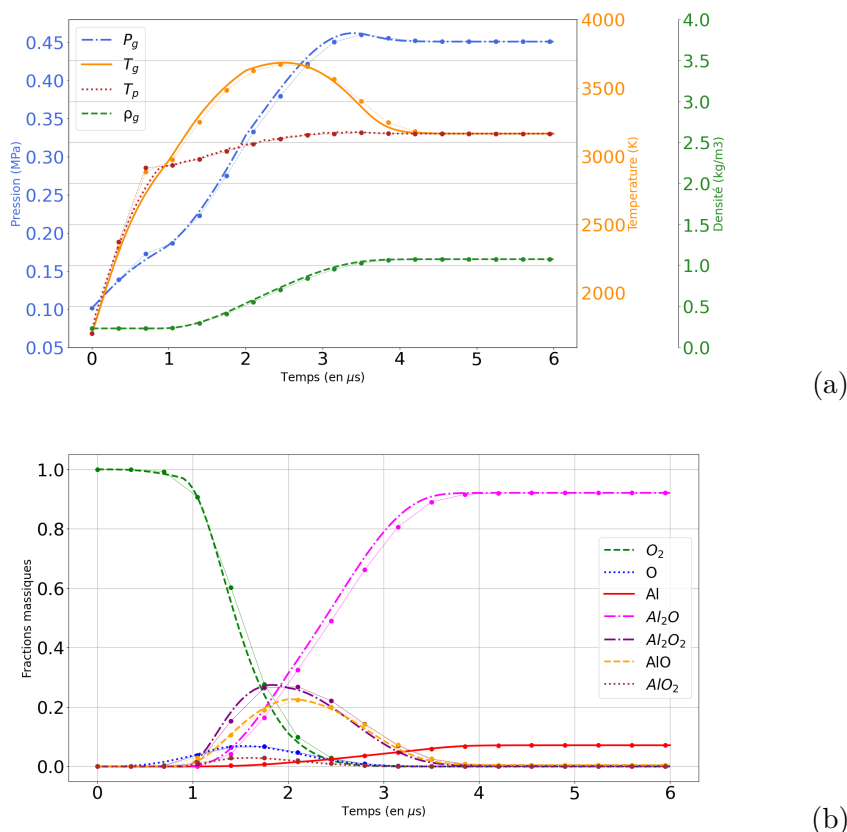 P_g
T_g
T_p
ρ_g
Pression (MPa)
0.45
0.40
0.35
0.30
0.25
0.20
0.15
0.10
0.05
0 1 2 3 4 5 6
Temps (en μs)
4000
3500
3000
2500
2000
Temperature (K)
4.0
3.5
3.0
2.5
2.0
1.5
1.0
0.5
0.0
Densité (kg/m3)
(a)
Fractions massiques
1.0
0.8
0.6
0.4
0.2
0.0
0 1 2 3 4 5 6
Temps (en μs)
O₂
O
Al
Al₂O
Al₂O₂
AlO
AlO₂
(b)